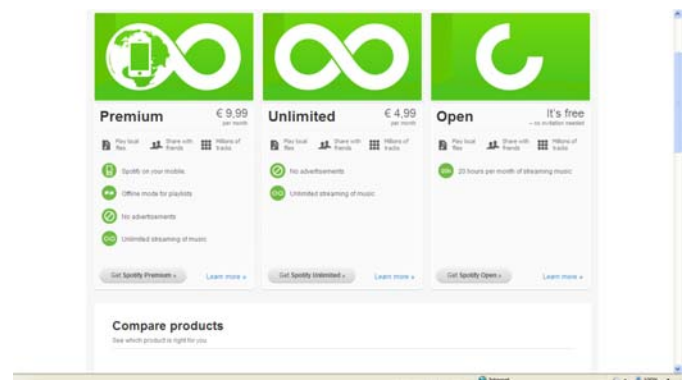 Premium
€ 9,99
per month
Play local files
Share with friends
Millions of tracks
Spotify on your mobile
Offline mode for playlists
No advertisements
Unlimited streaming of music
Get Spotify Premium »
Learn more »
Unlimited
€ 4,99
per month
Play local files
Share with friends
Millions of tracks
No advertisements
Unlimited streaming of music
Get Spotify Unlimited »
Learn more »
Open
It's free
– no invitation needed
Play local files
Share with friends
Millions of tracks
20 hours per month of streaming music
Get Spotify Open »
Learn more »
Compare products
See which product is right for you
Internet
100%